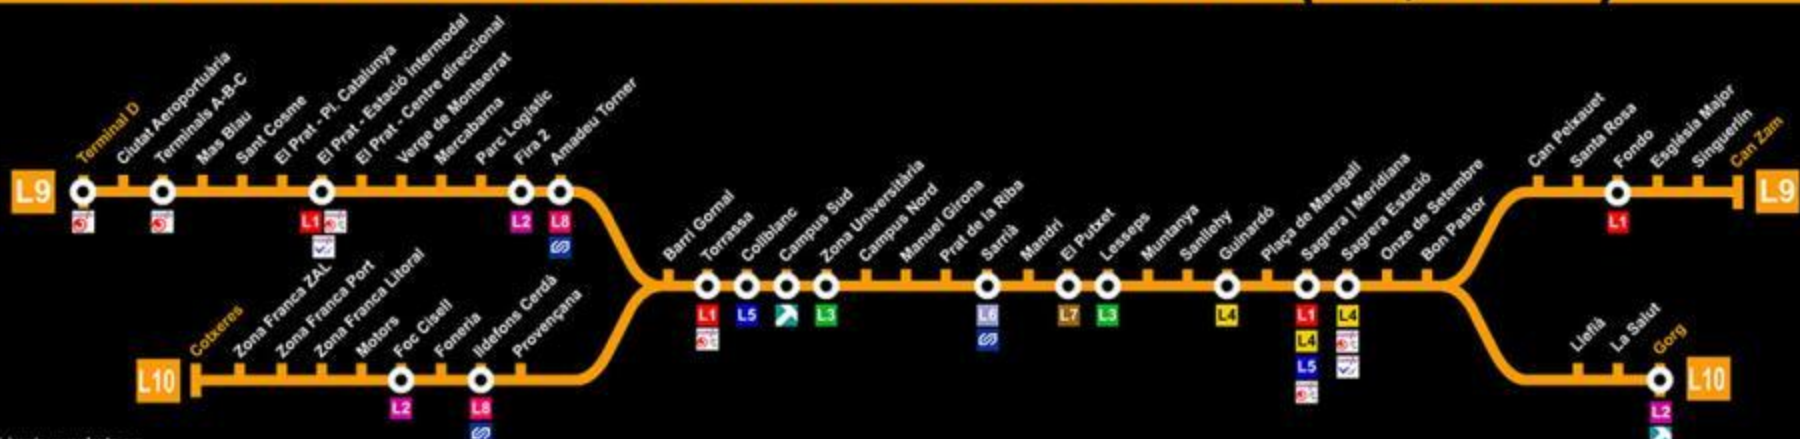 L9
Terminal D
Ciutat Aeroportuària
Terminals A-B-C
Mas Blau
Sant Cosme
El Prat - Pl. Catalunya
El Prat - Estació intermodal
El Prat - Centre direccional
Verge de Montserrat
Mercabarna
Parc Logístic
Fira 2
Amadeu Torner
L1
L2
L8
L10
Cotxeres
Zona Franca ZAL
Zona Franca Port
Zona Franca Litoral
Motors
Foc Cisell
Foneria
Ildefons Cerdà
Provençana
L2
L8
Barri Gornal
Torrassa
Collblanc
Campus Sud
Zona Universitària
Campus Nord
Manuel Girona
Prat de la Riba
Sarrià
Mandri
El Putxet
Lesseps
Muntanya
Sanllehy
Guinardó
Plaça de Maragall
Sagrera | Meridiana
Sagrera Estació
Onze de Setembre
Bon Pastor
L1
L5
L3
L6
L7
L3
L4
L1
L4
L4
L5
Can Peixauet
Santa Rosa
Fondo
Església Major
Singuerlín
Can Zam
L9
L1
Llefià
La Salut
Gorg
L10
L2